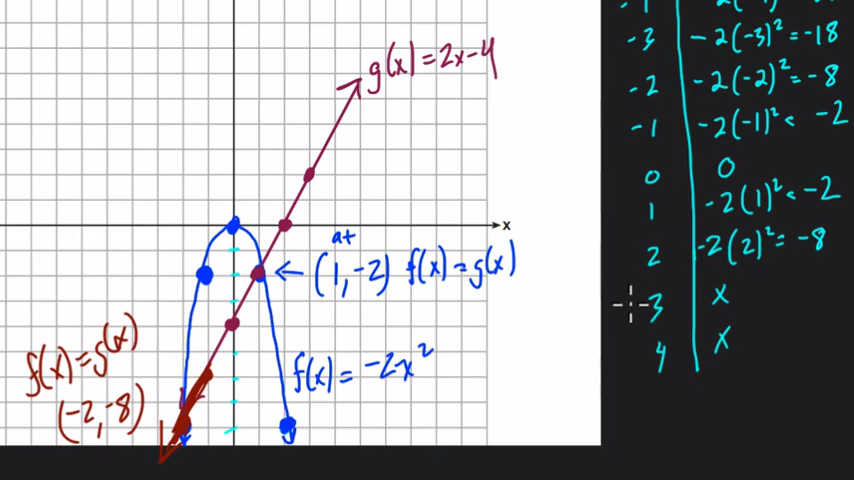 g(x)=2x-4
x
at
(1,-2) f(x)=g(x)
f(x)=g(x)
(-2,-8)
f(x)=-2x²
-3 -2(-3)²=-18
-2 -2(-2)²=-8
-1 -2(-1)²= -2
0 0
1 -2(1)²= -2
2 -2(2)²=-8
3 x
4 x